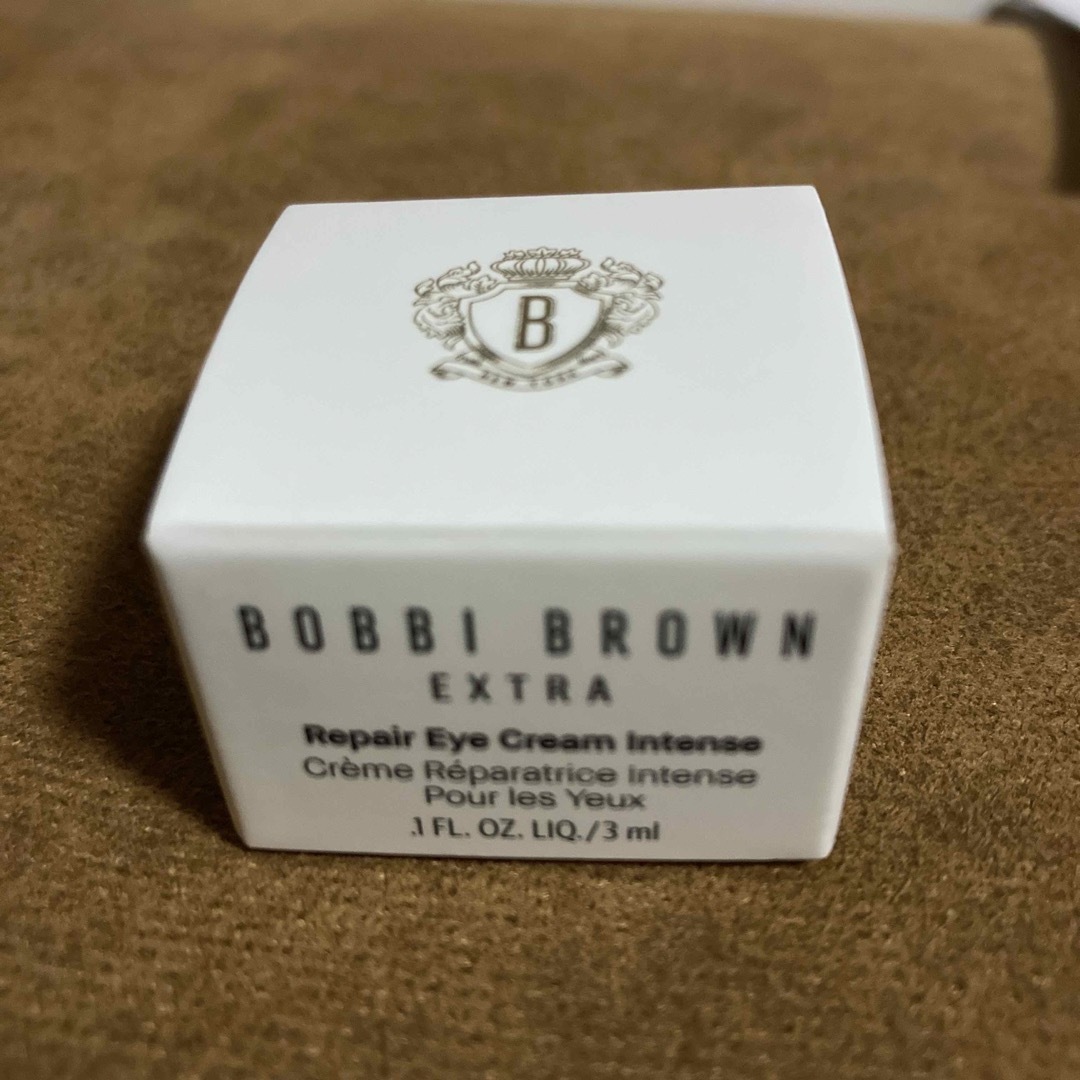 B
BOBBI BROWN
EXTRA
Repair Eye Cream Intense
Crème Réparatrice Intense
Pour les Yeux
.1 FL. OZ. LIQ./3 ml